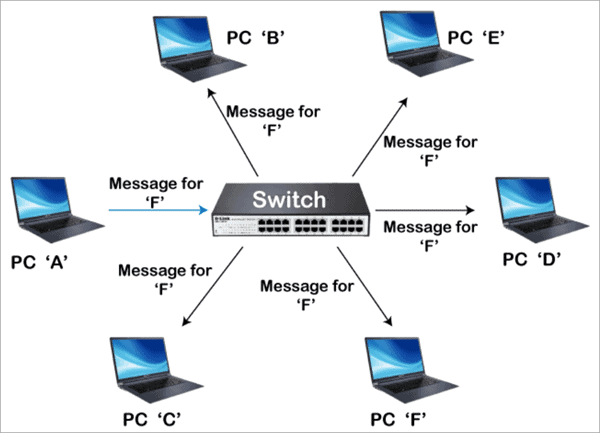 PC 'B'
PC 'E'
Message for
'F'
Message for
'F'
Message for
'F'
Switch
D-Link
Message for
'F'
PC 'A'
PC 'D'
Message for
'F'
Message for
'F'
PC 'C'
PC 'F'